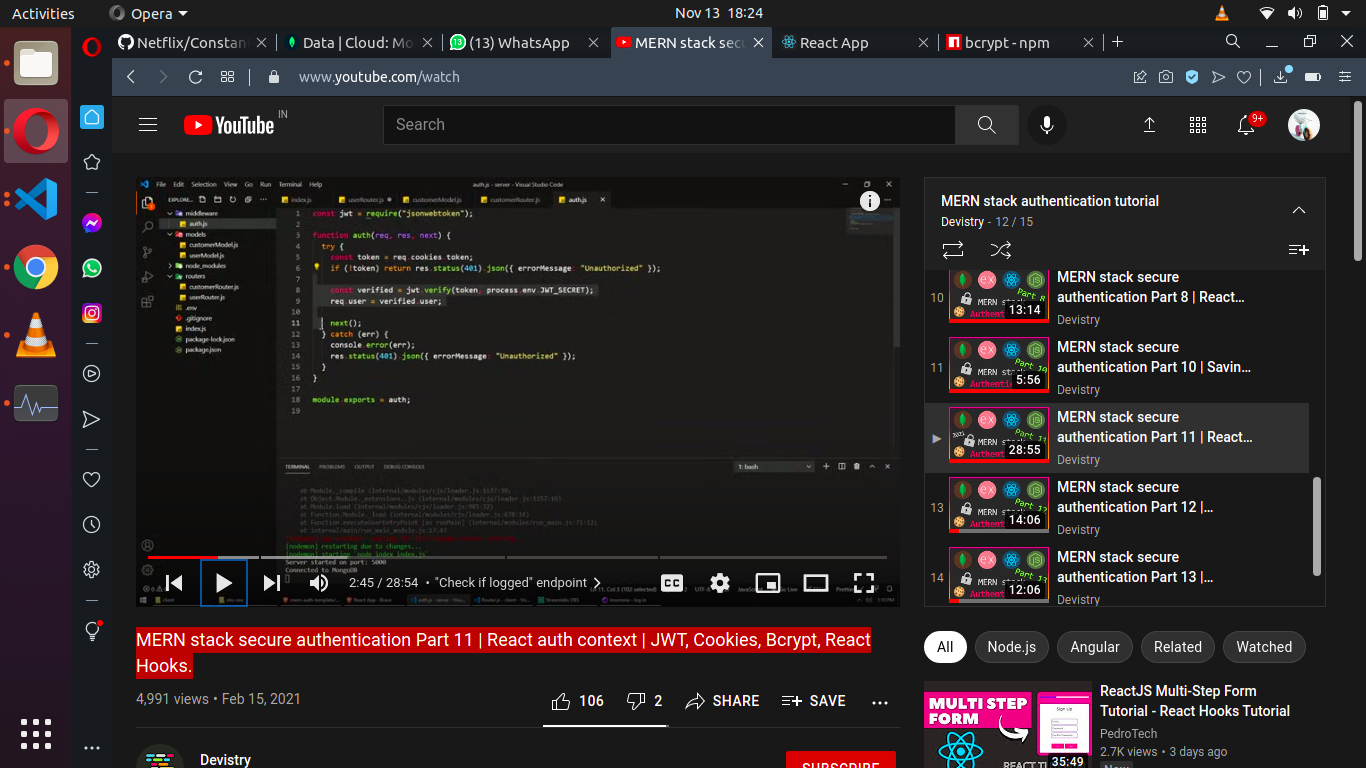 Activities
Opera
Nov 13 18:24
Netflix/Constan
Data | Cloud: Mo
(13) WhatsApp
MERN stack secu
React App
bcrypt - npm
www.youtube.com/watch
YouTube
IN
Search
9+
File Edit Selection View Go Run Terminal Help
auth.js - server - Visual Studio Code
EXPLORE...
index.js
userRouter.js
customerModel.js
customerRouter.js
auth.js
middleware
auth.js
models
customerModel.js
userModel.js
node_modules
routers
customerRouter.js
userRouter.js
.env
.gitignore
index.js
package-lock.json
package.json
1 const jwt = require("jsonwebtoken");
2
3 function auth(req, res, next) {
4 try {
5 const token = req.cookies.token;
6 if (!token) return res.status(401).json({ errorMessage: "Unauthorized" });
7
8 const verified = jwt.verify(token, process.env.JWT_SECRET);
9 req.user = verified.user;
10
11 next();
12 } catch (err) {
13 console.error(err);
14 res.status(401).json({ errorMessage: "Unauthorized" });
15 }
16 }
17
18 module.exports = auth;
19
TERMINAL PROBLEMS OUTPUT DEBUG CONSOLE
1: bash
[nodemon] restarting due to changes...
[nodemon] starting `node index.js`
Server started on port: 5000
Connected to MongoDB
2:45 / 28:54 • "Check if logged" endpoint
CC
MERN stack secure authentication Part 11 | React auth context | JWT, Cookies, Bcrypt, React
Hooks.
4,991 views • Feb 15, 2021
106
2
SHARE
SAVE
Devistry
SUBSCRIBE
MERN stack authentication tutorial
Devistry - 12 / 15
10
13:14
MERN stack secure
authentication Part 8 | React...
Devistry
11
5:56
MERN stack secure
authentication Part 10 | Savin...
Devistry
28:55
MERN stack secure
authentication Part 11 | React...
Devistry
13
14:06
MERN stack secure
authentication Part 12 |...
Devistry
14
12:06
MERN stack secure
authentication Part 13 |...
Devistry
All
Node.js
Angular
Related
Watched
MULTI STEP
FORM
Sign Up
35:49
ReactJS Multi-Step Form
Tutorial - React Hooks Tutorial
PedroTech
2.7K views • 3 days ago
New